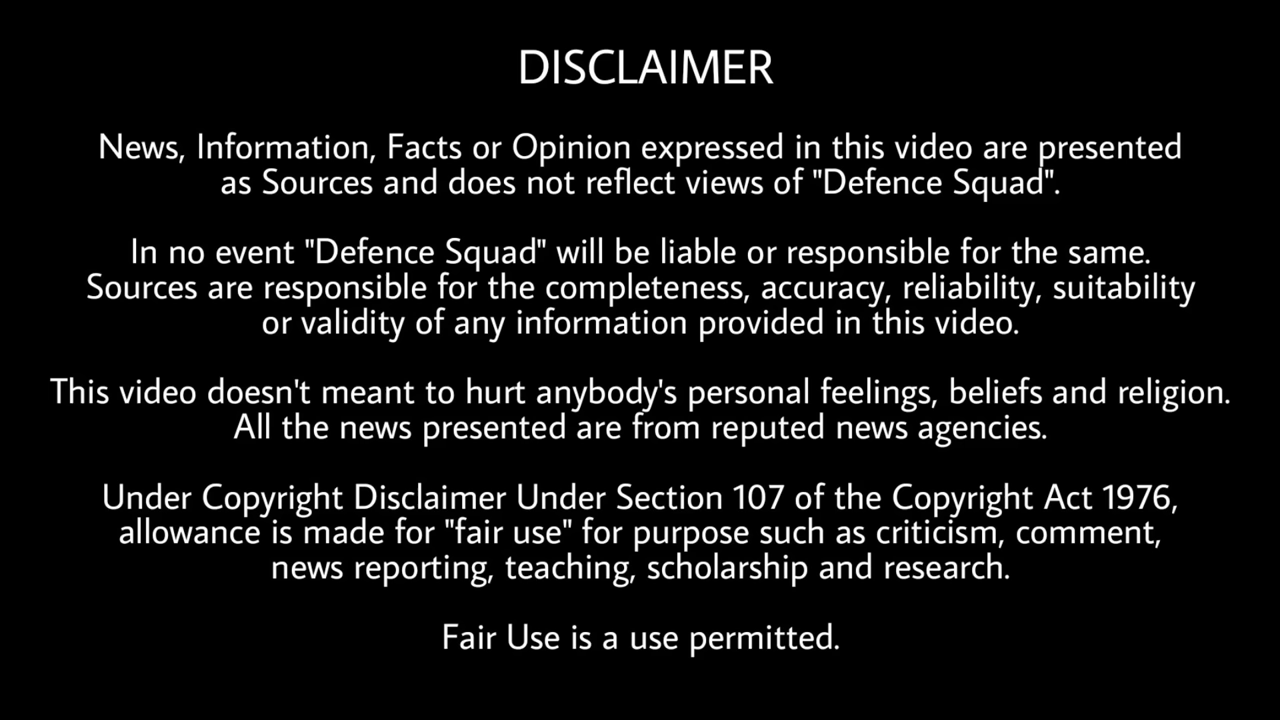 DISCLAIMER
News, Information, Facts or Opinion expressed in this video are presented
as Sources and does not reflect views of "Defence Squad".
In no event "Defence Squad" will be liable or responsible for the same.
Sources are responsible for the completeness, accuracy, reliability, suitability
or validity of any information provided in this video.
This video doesn't meant to hurt anybody's personal feelings, beliefs and religion.
All the news presented are from reputed news agencies.
Under Copyright Disclaimer Under Section 107 of the Copyright Act 1976,
allowance is made for "fair use" for purpose such as criticism, comment,
news reporting, teaching, scholarship and research.
Fair Use is a use permitted.